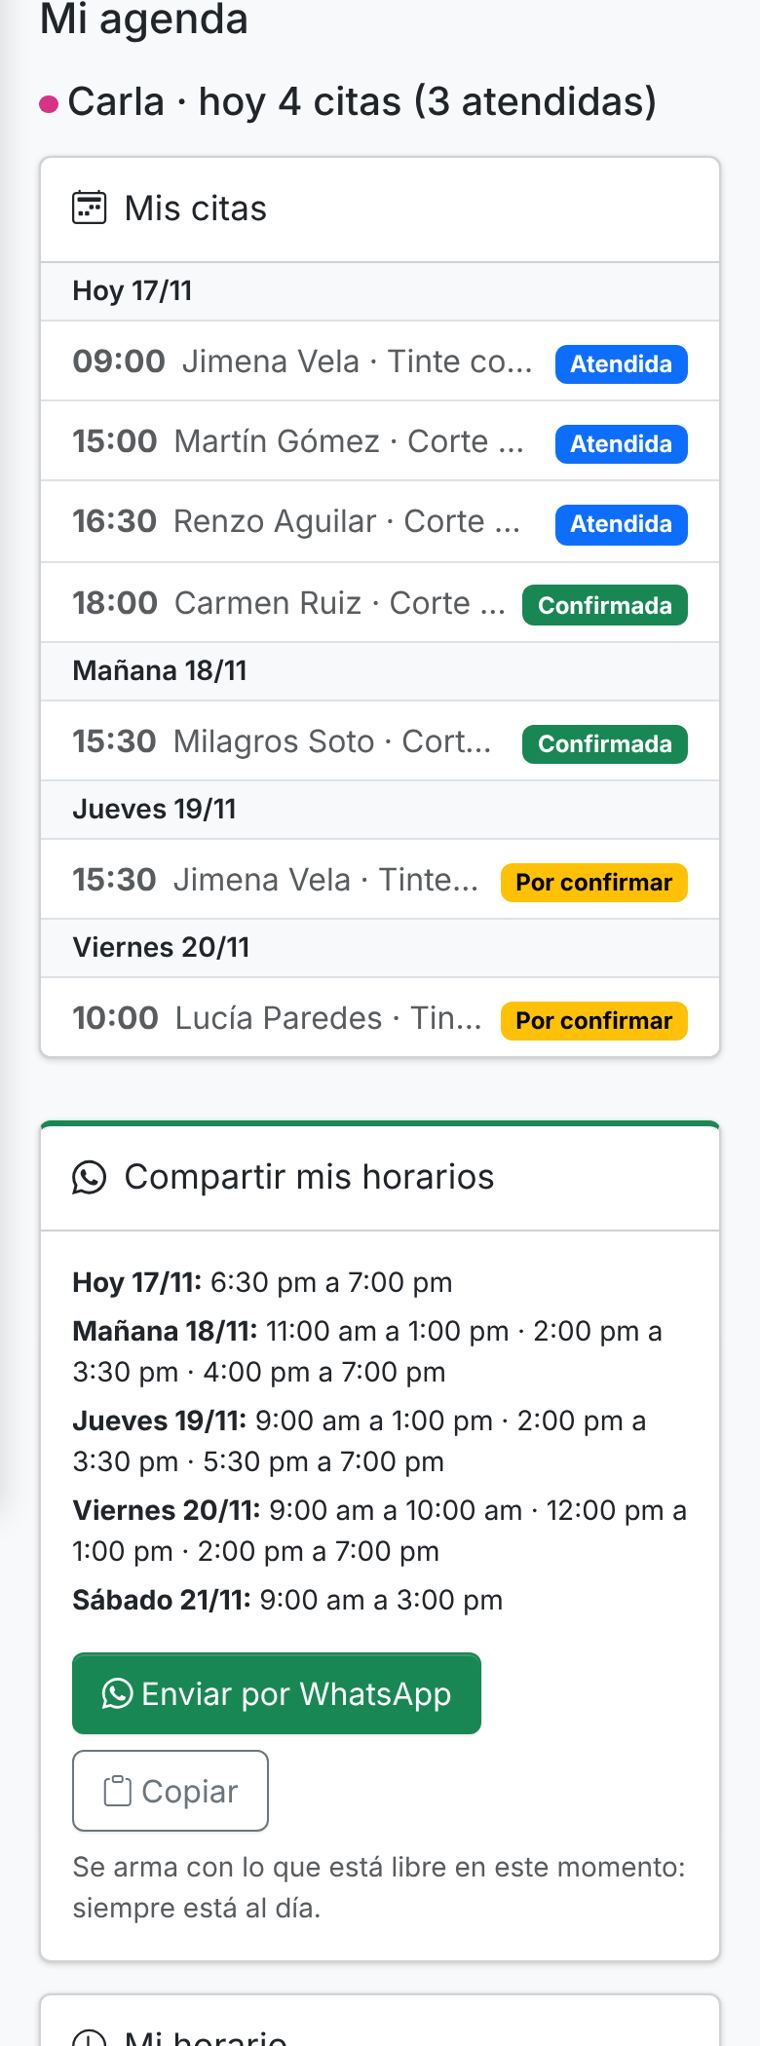 Mi agenda
Carla · hoy 4 citas (3 atendidas)
Mis citas
Hoy 17/11
09:00 Jimena Vela · Tinte co... Atendida
15:00 Martín Gómez · Corte ... Atendida
16:30 Renzo Aguilar · Corte ... Atendida
18:00 Carmen Ruiz · Corte ... Confirmada
Mañana 18/11
15:30 Milagros Soto · Cort... Confirmada
Jueves 19/11
15:30 Jimena Vela · Tinte... Por confirmar
Viernes 20/11
10:00 Lucía Paredes · Tin... Por confirmar
Compartir mis horarios
Hoy 17/11: 6:30 pm a 7:00 pm
Mañana 18/11: 11:00 am a 1:00 pm · 2:00 pm a
3:30 pm · 4:00 pm a 7:00 pm
Jueves 19/11: 9:00 am a 1:00 pm · 2:00 pm a
3:30 pm · 5:30 pm a 7:00 pm
Viernes 20/11: 9:00 am a 10:00 am · 12:00 pm a
1:00 pm · 2:00 pm a 7:00 pm
Sábado 21/11: 9:00 am a 3:00 pm
Enviar por WhatsApp
Copiar
Se arma con lo que está libre en este momento:
siempre está al día.
Mi horario